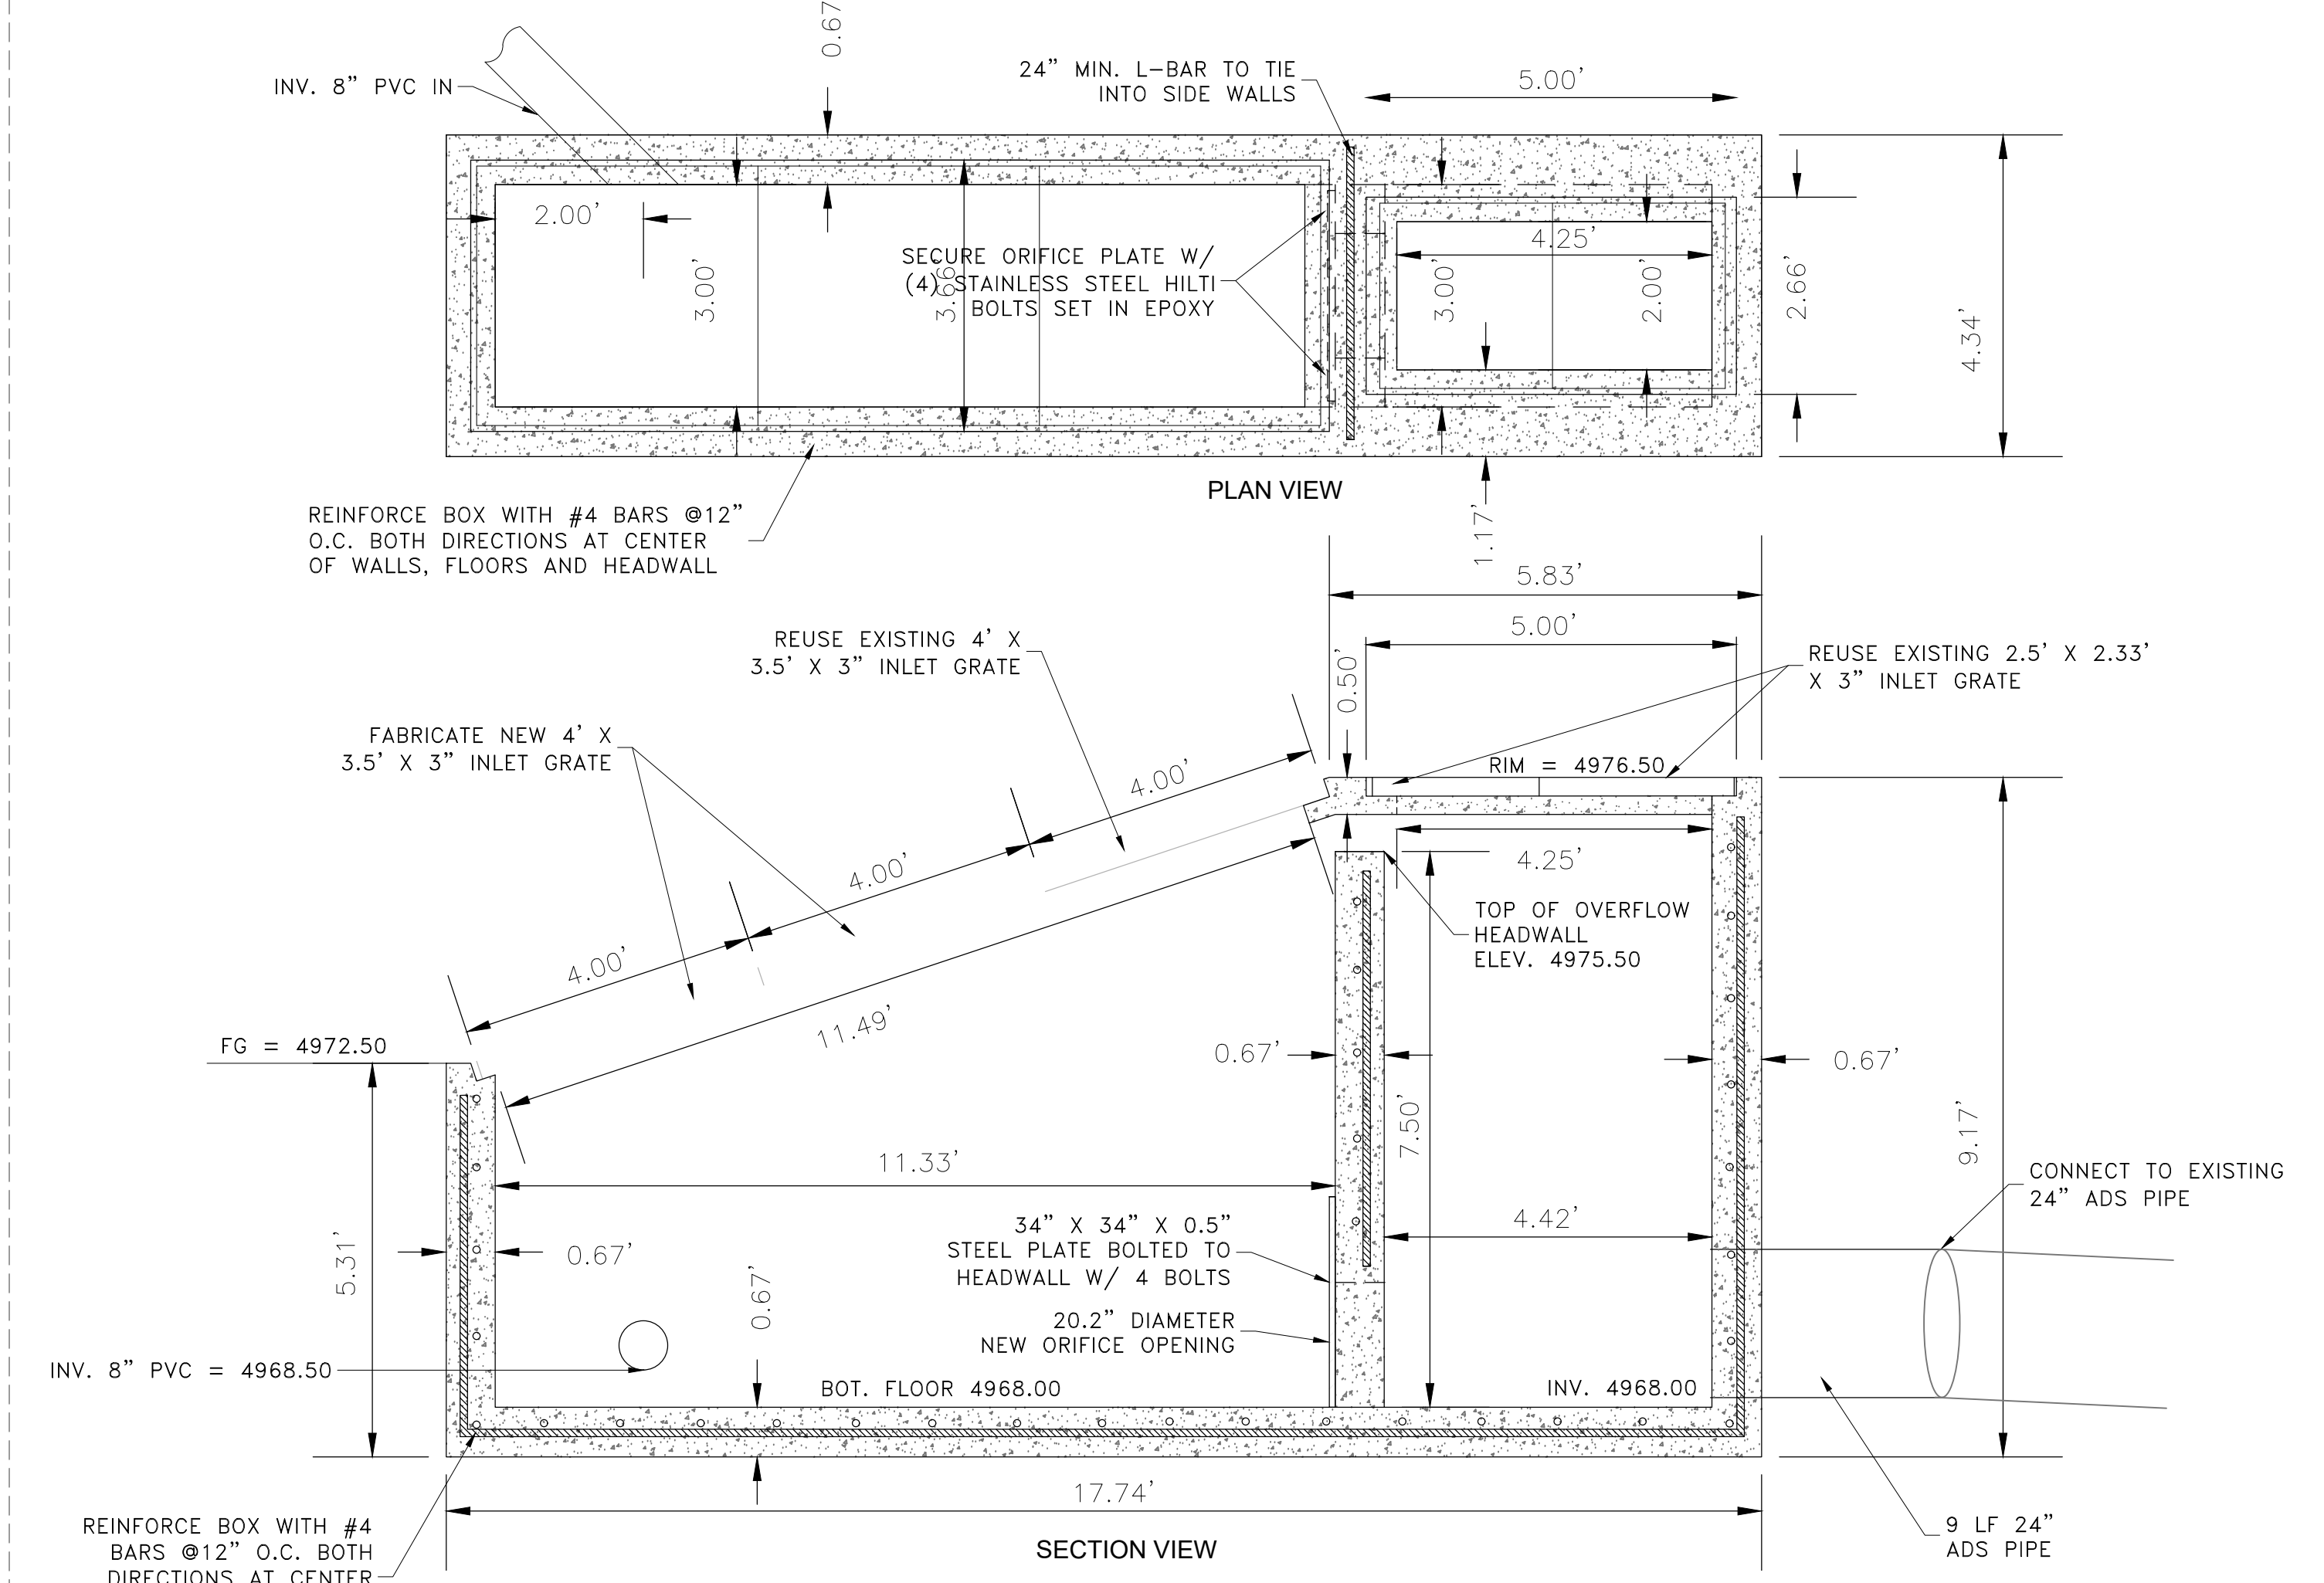 0.67'
INV. 8" PVC IN
24" MIN. L-BAR TO TIE
INTO SIDE WALLS
5.00'
2.00'
3.00'
3.66'
SECURE ORIFICE PLATE W/
(4) STAINLESS STEEL HILTI
BOLTS SET IN EPOXY
4.25'
3.00'
2.00'
2.66'
4.34'
PLAN VIEW
1.17'
REINFORCE BOX WITH #4 BARS @12"
O.C. BOTH DIRECTIONS AT CENTER
OF WALLS, FLOORS AND HEADWALL
5.83'
5.00'
0.50'
REUSE EXISTING 4' X
3.5' X 3" INLET GRATE
REUSE EXISTING 2.5' X 2.33'
X 3" INLET GRATE
FABRICATE NEW 4' X
3.5' X 3" INLET GRATE
RIM = 4976.50
4.00'
4.00'
4.00'
11.49'
4.25'
TOP OF OVERFLOW
HEADWALL
ELEV. 4975.50
FG = 4972.50
0.67'
0.67'
7.50'
9.17'
11.33'
CONNECT TO EXISTING
24" ADS PIPE
5.31'
0.67'
0.67'
34" X 34" X 0.5"
STEEL PLATE BOLTED TO
HEADWALL W/ 4 BOLTS
4.42'
20.2" DIAMETER
NEW ORIFICE OPENING
INV. 8" PVC = 4968.50
BOT. FLOOR 4968.00
INV. 4968.00
17.74'
SECTION VIEW
REINFORCE BOX WITH #4
BARS @12" O.C. BOTH
DIRECTIONS AT CENTER
9 LF 24"
ADS PIPE